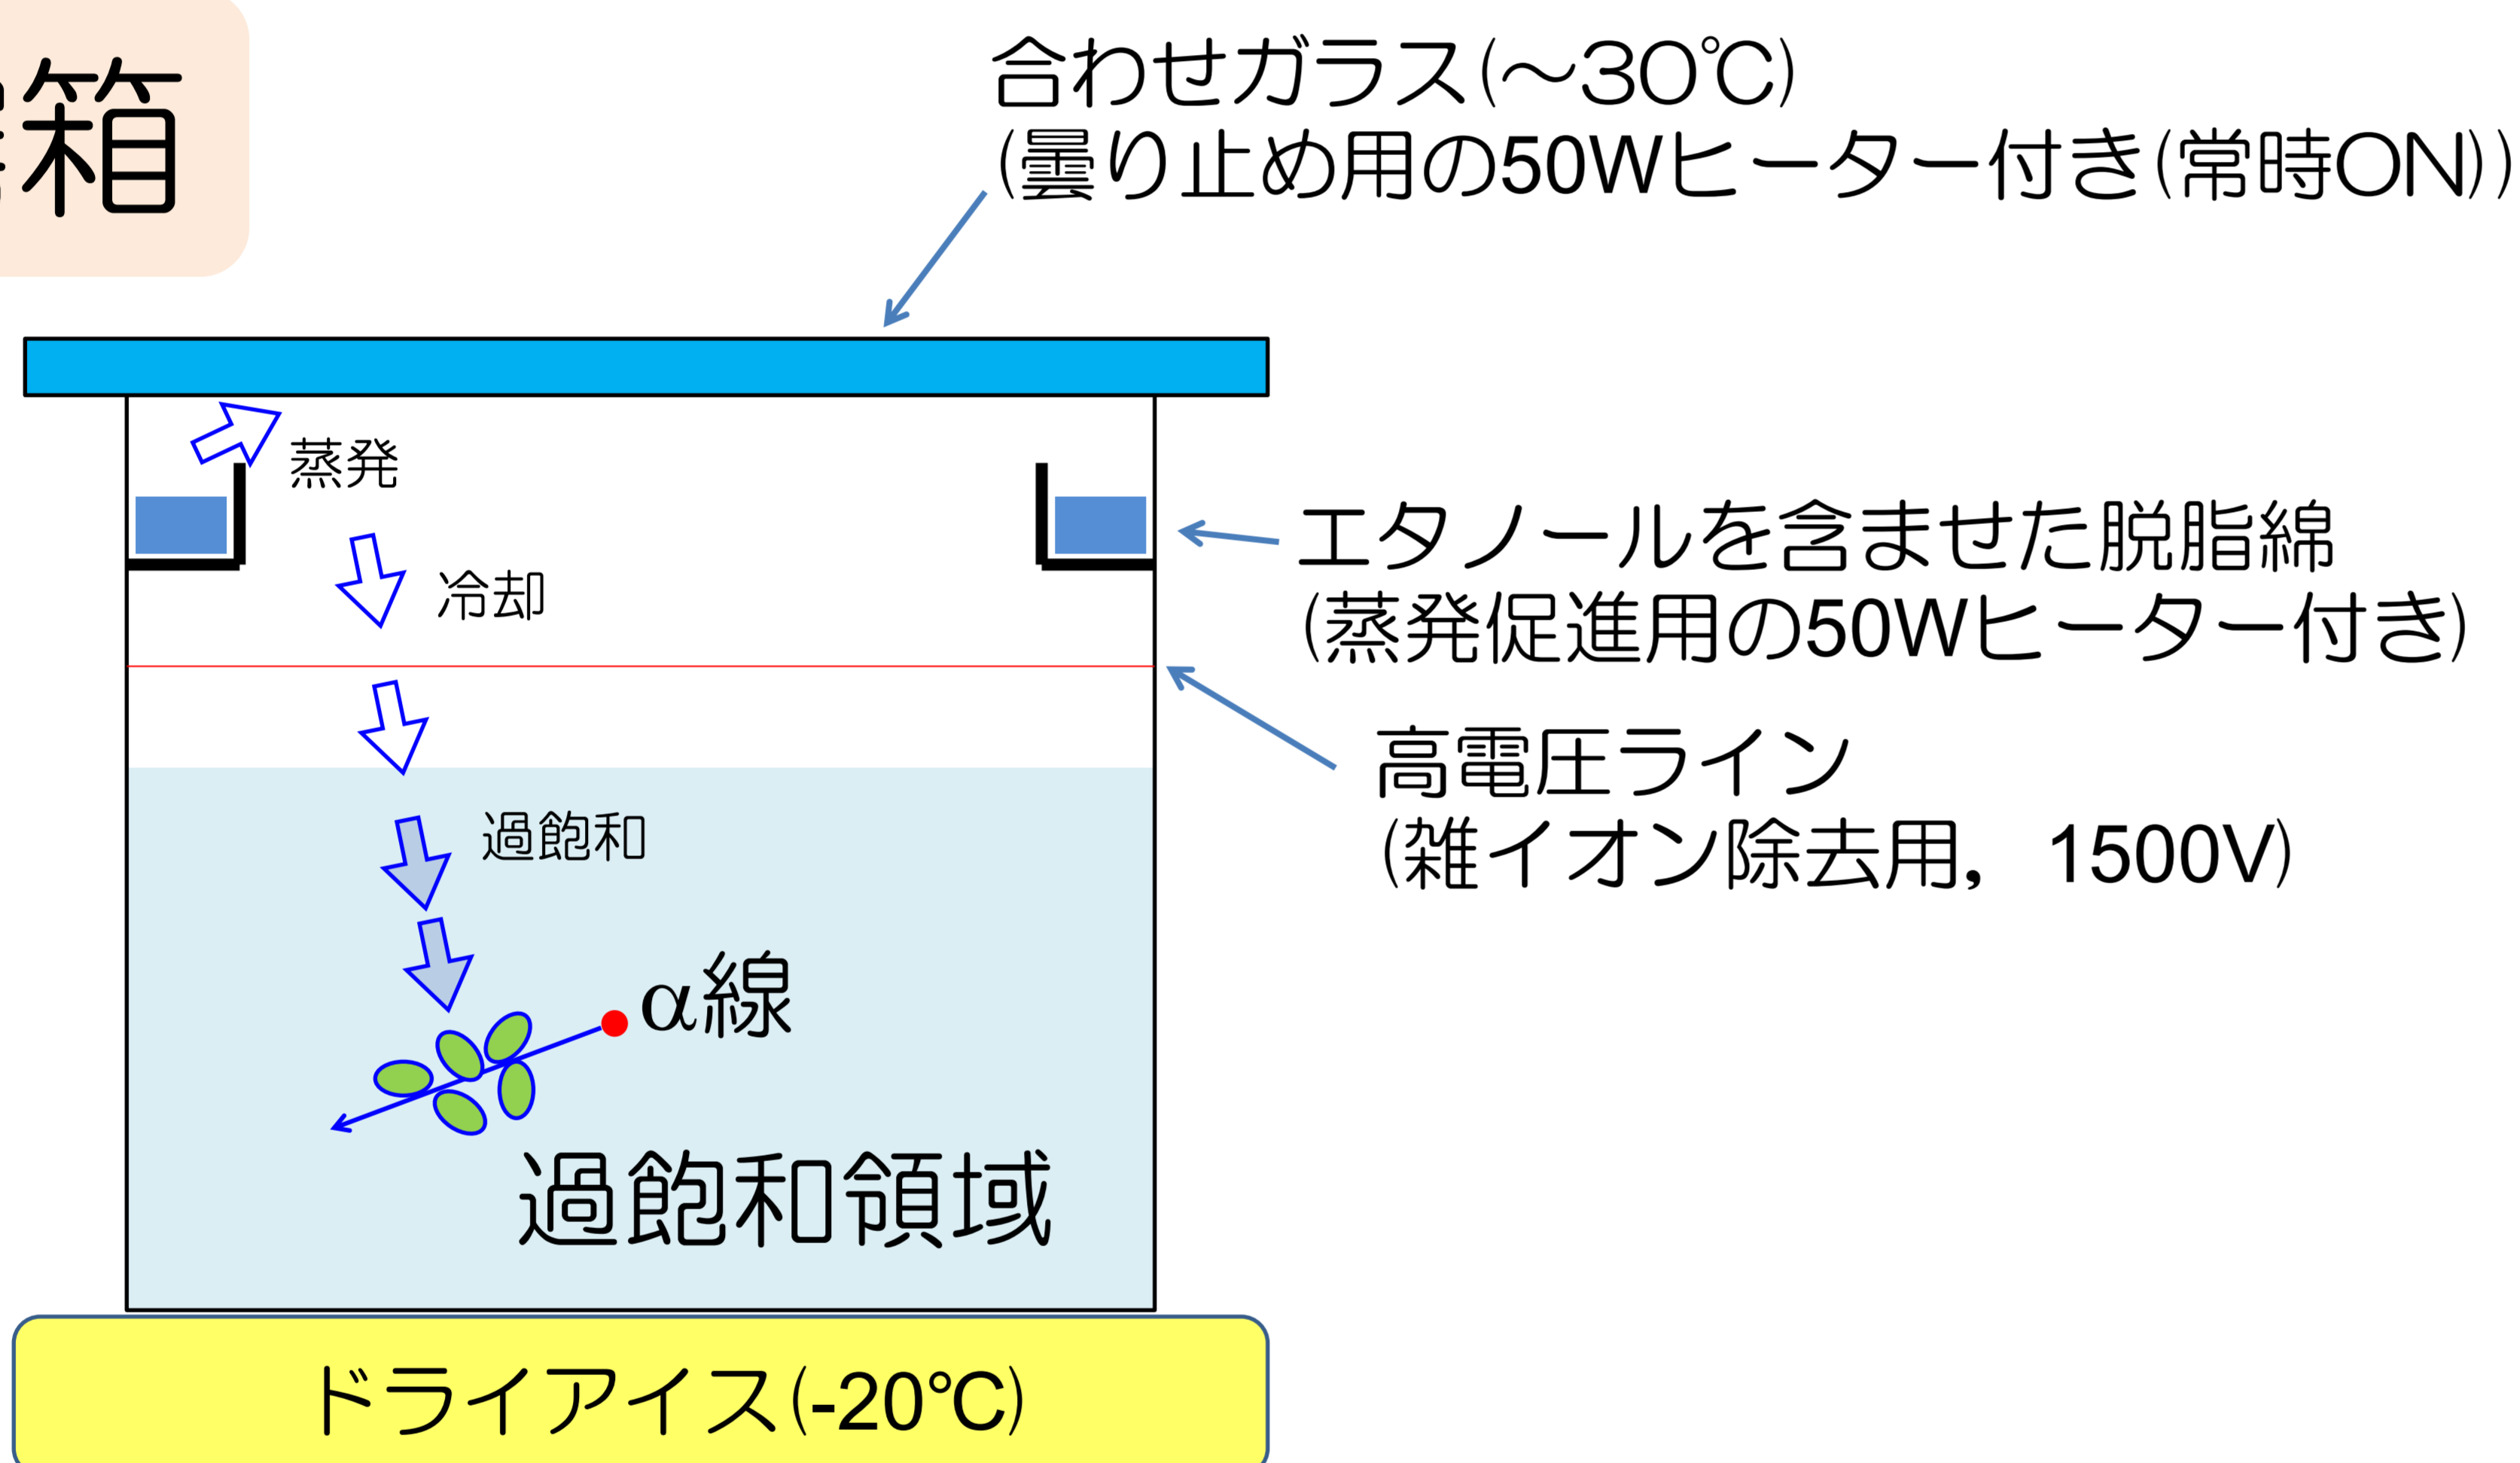 箱
合わせガラス(～30℃)
(曇り止め用の50Wヒーター付き(常時ON))
蒸発
冷却
エタノールを含ませた脱脂綿
(蒸発促進用の50Wヒーター付き)
高電圧ライン
(雑イオン除去用，1500V)
過飽和
α線
過飽和領域
ドライアイス(-20℃)